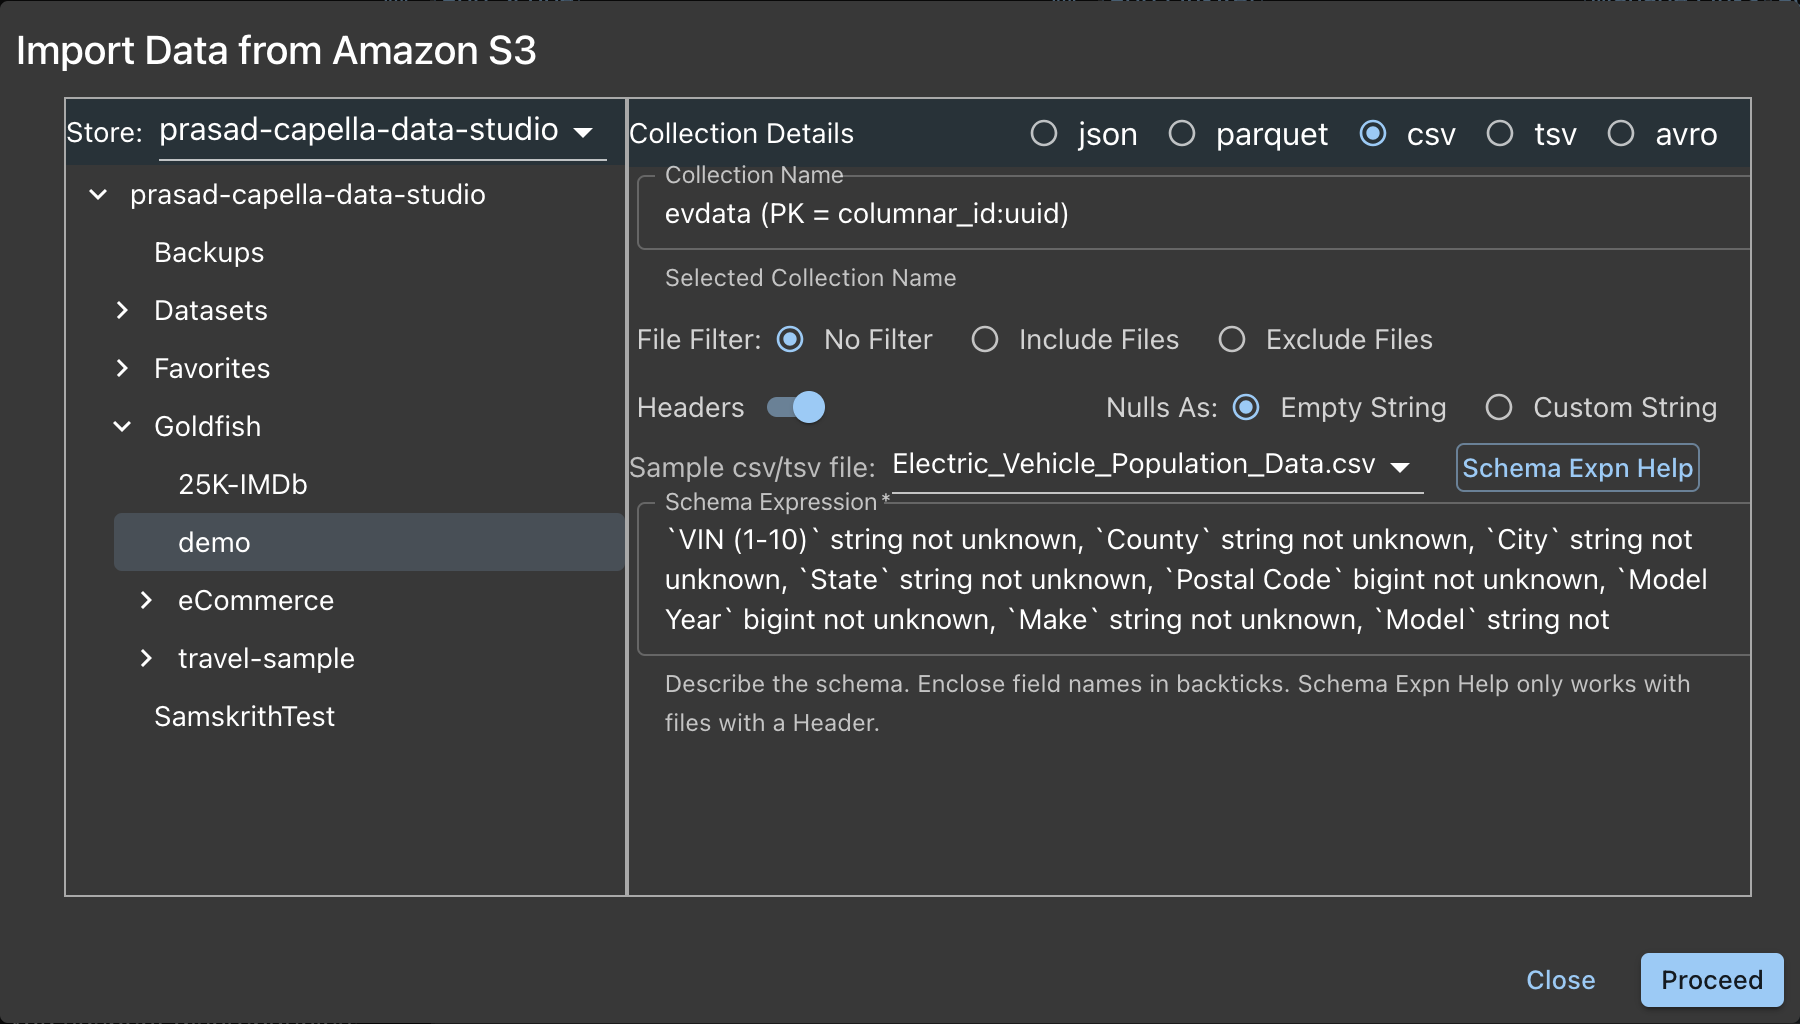 Import Data from Amazon S3
Store: prasad-capella-data-studio
prasad-capella-data-studio
Backups
Datasets
Favorites
Goldfish
25K-IMDb
demo
eCommerce
travel-sample
SamskrithTest
Collection Details json parquet csv tsv avro
Collection Name
evdata (PK = columnar_id:uuid)
Selected Collection Name
File Filter: No Filter Include Files Exclude Files
Headers Nulls As: Empty String Custom String
Sample csv/tsv file: Electric_Vehicle_Population_Data.csv Schema Expn Help
Schema Expression *
`VIN (1-10)` string not unknown, `County` string not unknown, `City` string not
unknown, `State` string not unknown, `Postal Code` bigint not unknown, `Model
Year` bigint not unknown, `Make` string not unknown, `Model` string not
Describe the schema. Enclose field names in backticks. Schema Expn Help only works with
files with a Header.
Close Proceed